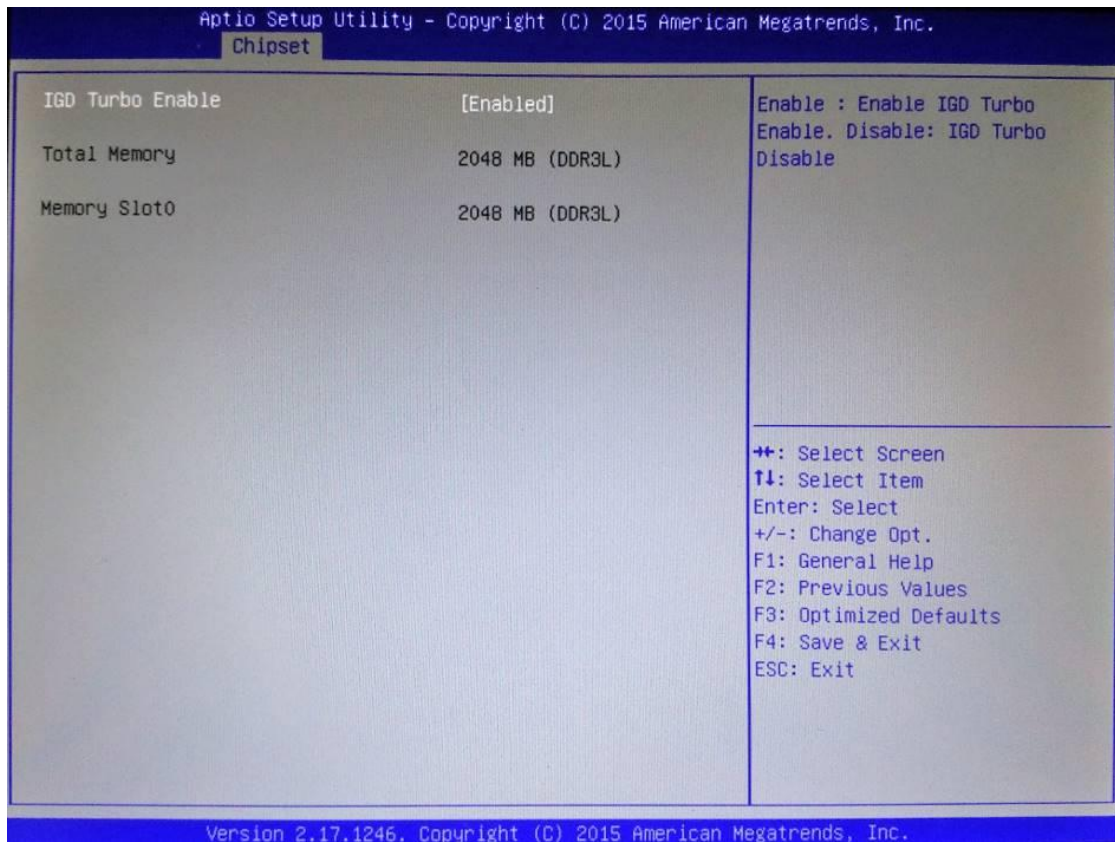 Aptio Setup Utility – Copyright (C) 2015 American Megatrends, Inc.
Chipset
IGD Turbo Enable [Enabled]
Total Memory 2048 MB (DDR3L)
Memory Slot0 2048 MB (DDR3L)
Enable : Enable IGD Turbo
Enable. Disable: IGD Turbo
Disable
→←: Select Screen
↑↓: Select Item
Enter: Select
+/-: Change Opt.
F1: General Help
F2: Previous Values
F3: Optimized Defaults
F4: Save & Exit
ESC: Exit
Version 2.17.1246. Copyright (C) 2015 American Megatrends, Inc.